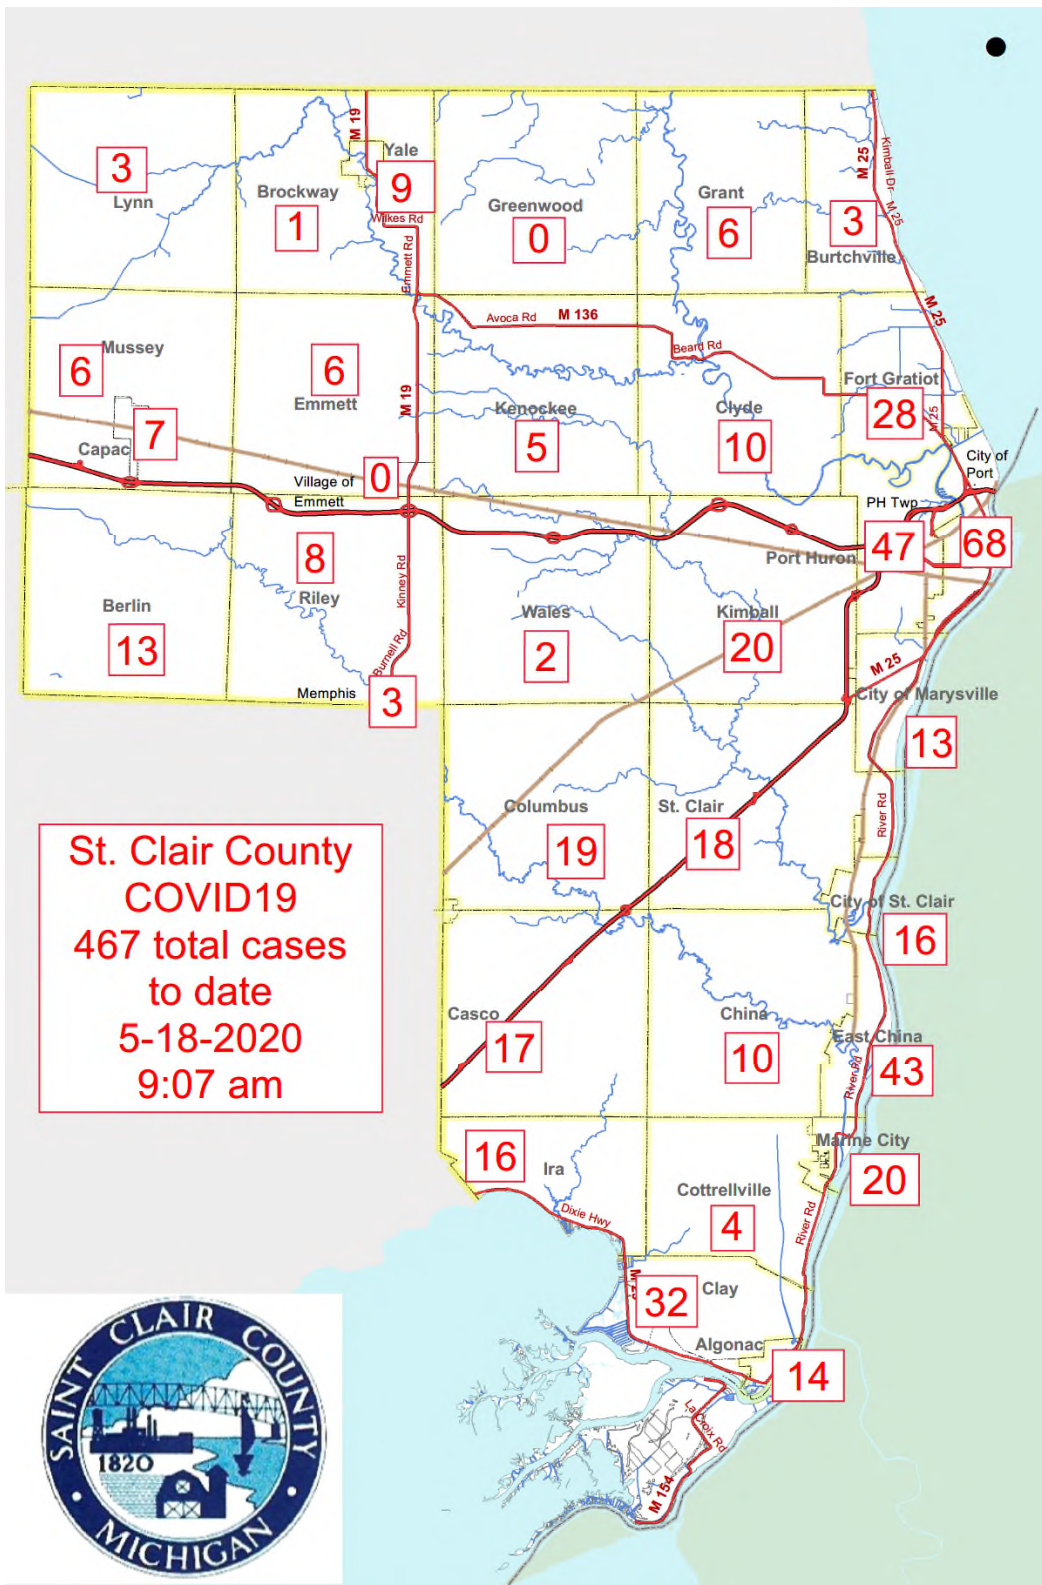 M 19
Yale
9
3
Lynn
Brockway
1
Wilkes Rd
Emmett Rd
Greenwood
0
Grant
6
M 25
Kimball Dr
M 25
3
Burtchville
M 25
Avoca Rd
M 136
Beard Rd
Mussey
6
6
Emmett
M 19
Kenockee
5
Clyde
10
Fort Gratiot
28
M 25
7
Capac
Village of
Emmett
0
City of
Port
PH Twp
47
68
Port Huron
8
Riley
Kinney Rd
Berlin
13
Burnell Rd
Memphis
3
Wales
2
Kimball
20
M 25
City of Marysville
13
River Rd
Columbus
19
St. Clair
18
City of St. Clair
16
St. Clair County
COVID19
467 total cases
to date
5-18-2020
9:07 am
Casco
17
China
10
East China
43
River Rd
Marine City
20
16
Ira
Dixie Hwy
Cottrellville
4
River Rd
32
Clay
Algonac
14
La Croix Rd
M 154
SAINT CLAIR COUNTY
1820
MICHIGAN